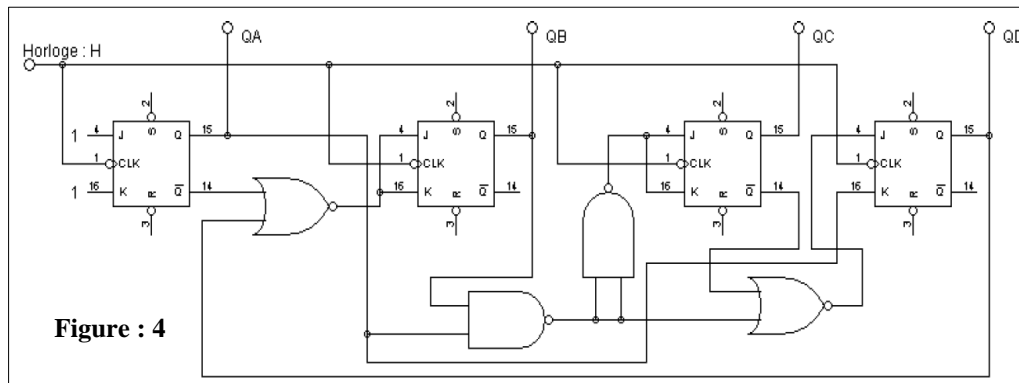 QA QB QC QD
Horloge : H
2 2 2 2
1 4 J S Q 15 4 J S Q 15 4 J S Q 15 4 J S Q 15
1 CLK 1 CLK 1 CLK 1 CLK
1 16 K R Q 14 16 K R Q 14 16 K R Q 14 16 K R Q 14
3 3 3 3
Figure : 4